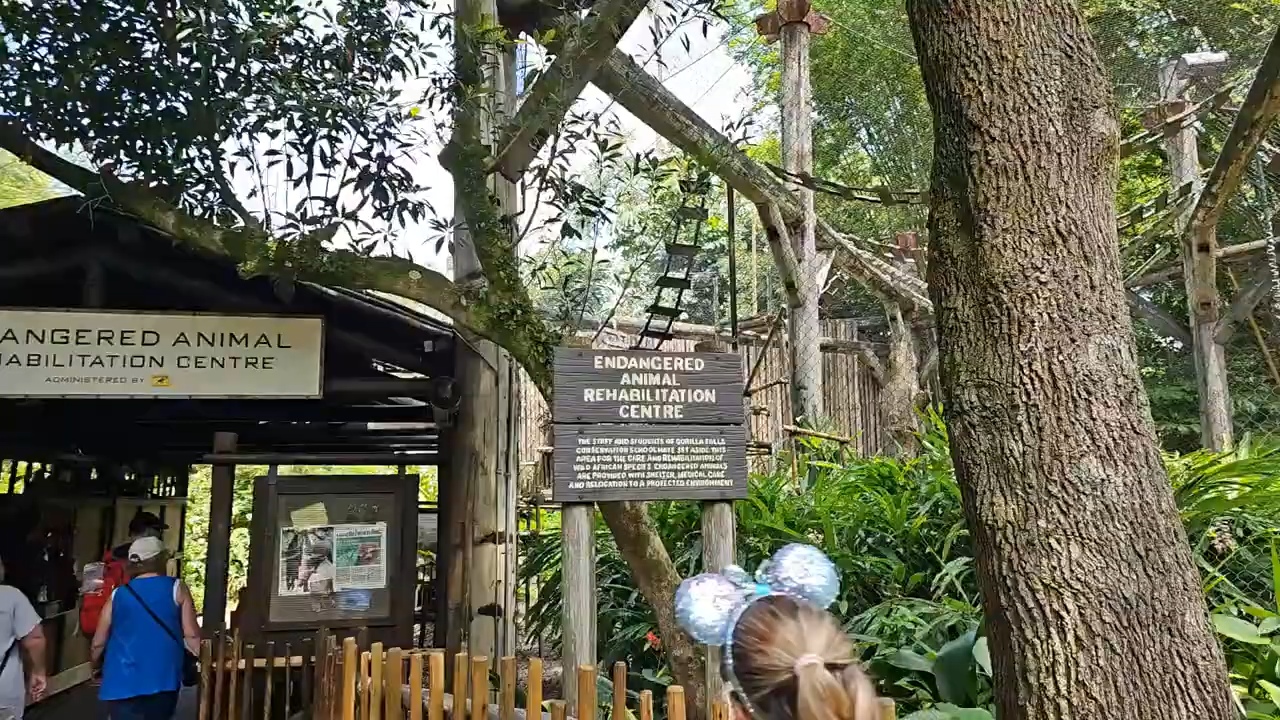 ANGERED ANIMAL
HABILITATION CENTRE
ADMINISTERED BY
ENDANGERED
ANIMAL
REHABILITATION
CENTRE
THE STAFF AND STUDENTS OF GORILLA FALLS
CONSERVATION SCHOOL HAVE SET ASIDE THIS
AREA FOR THE CARE AND REHABILITATION OF
WILD AFRICAN SPECIES. ENDANGERED ANIMALS
ARE PROVIDED WITH SHELTER, MEDICAL CARE
AND RELOCATION TO A PROTECTED ENVIRONMENT